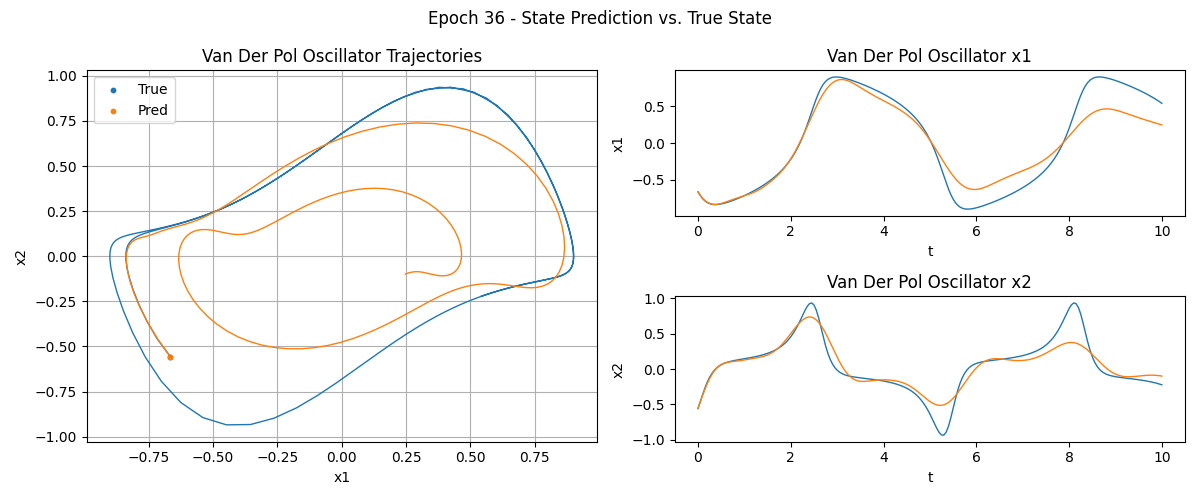 Epoch 36 - State Prediction vs. True State
Van Der Pol Oscillator Trajectories
True
Pred
1.00
0.75
0.50
0.25
0.00
−0.25
−0.50
−0.75
−1.00
x2
−0.75 −0.50 −0.25 0.00 0.25 0.50 0.75
x1
Van Der Pol Oscillator x1
0.5
0.0
−0.5
x1
0 2 4 6 8 10
t
Van Der Pol Oscillator x2
1.0
0.5
0.0
−0.5
−1.0
x2
0 2 4 6 8 10
t